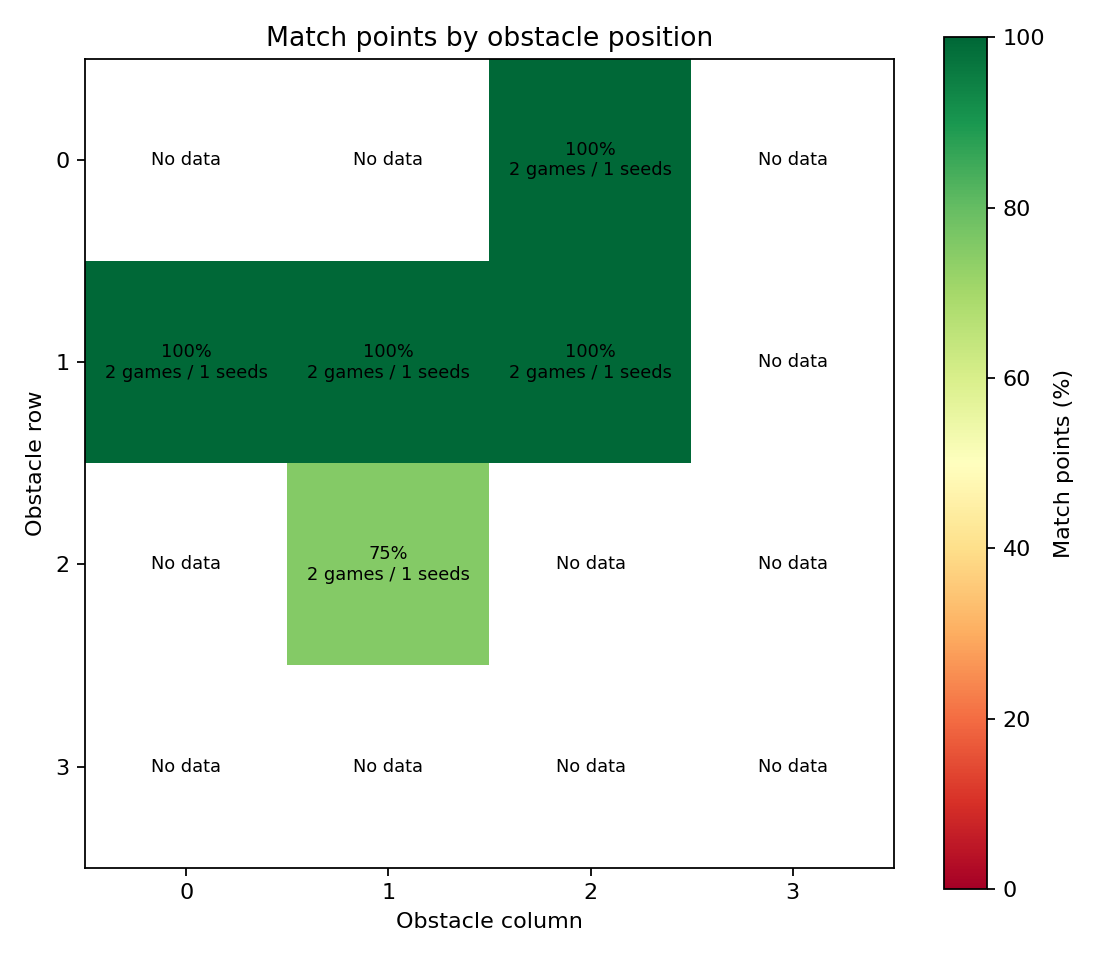 Match points by obstacle position
100
No data
No data
100%
2 games / 1 seeds
No data
0
80
100%
2 games / 1 seeds
100%
2 games / 1 seeds
100%
2 games / 1 seeds
No data
1
60
Obstacle row
Match points (%)
No data
75%
2 games / 1 seeds
No data
No data
2
40
20
No data
No data
No data
No data
3
0
0
1
2
3
Obstacle column